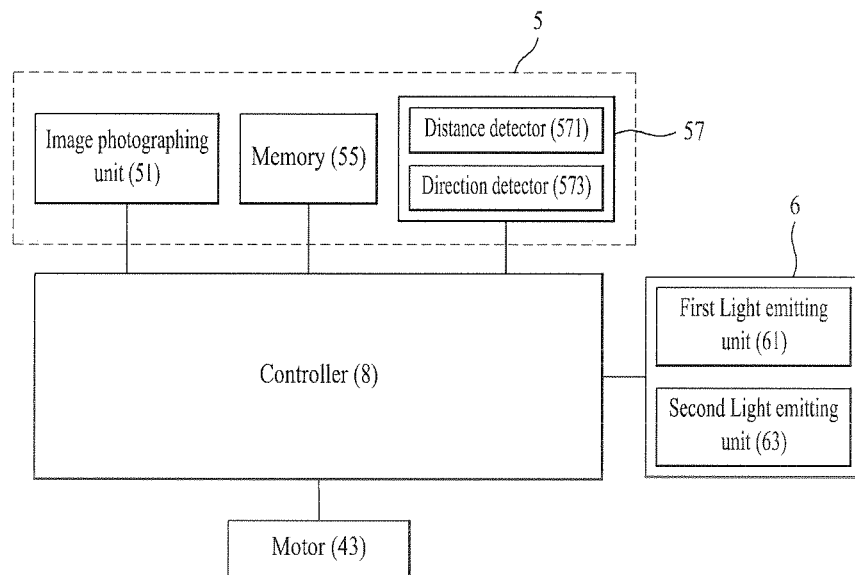 5
Image photographing
unit (51)
Memory (55)
Distance detector (571)
Direction detector (573)
57
6
First Light emitting
unit (61)
Second Light emitting
unit (63)
Controller (8)
Motor (43)